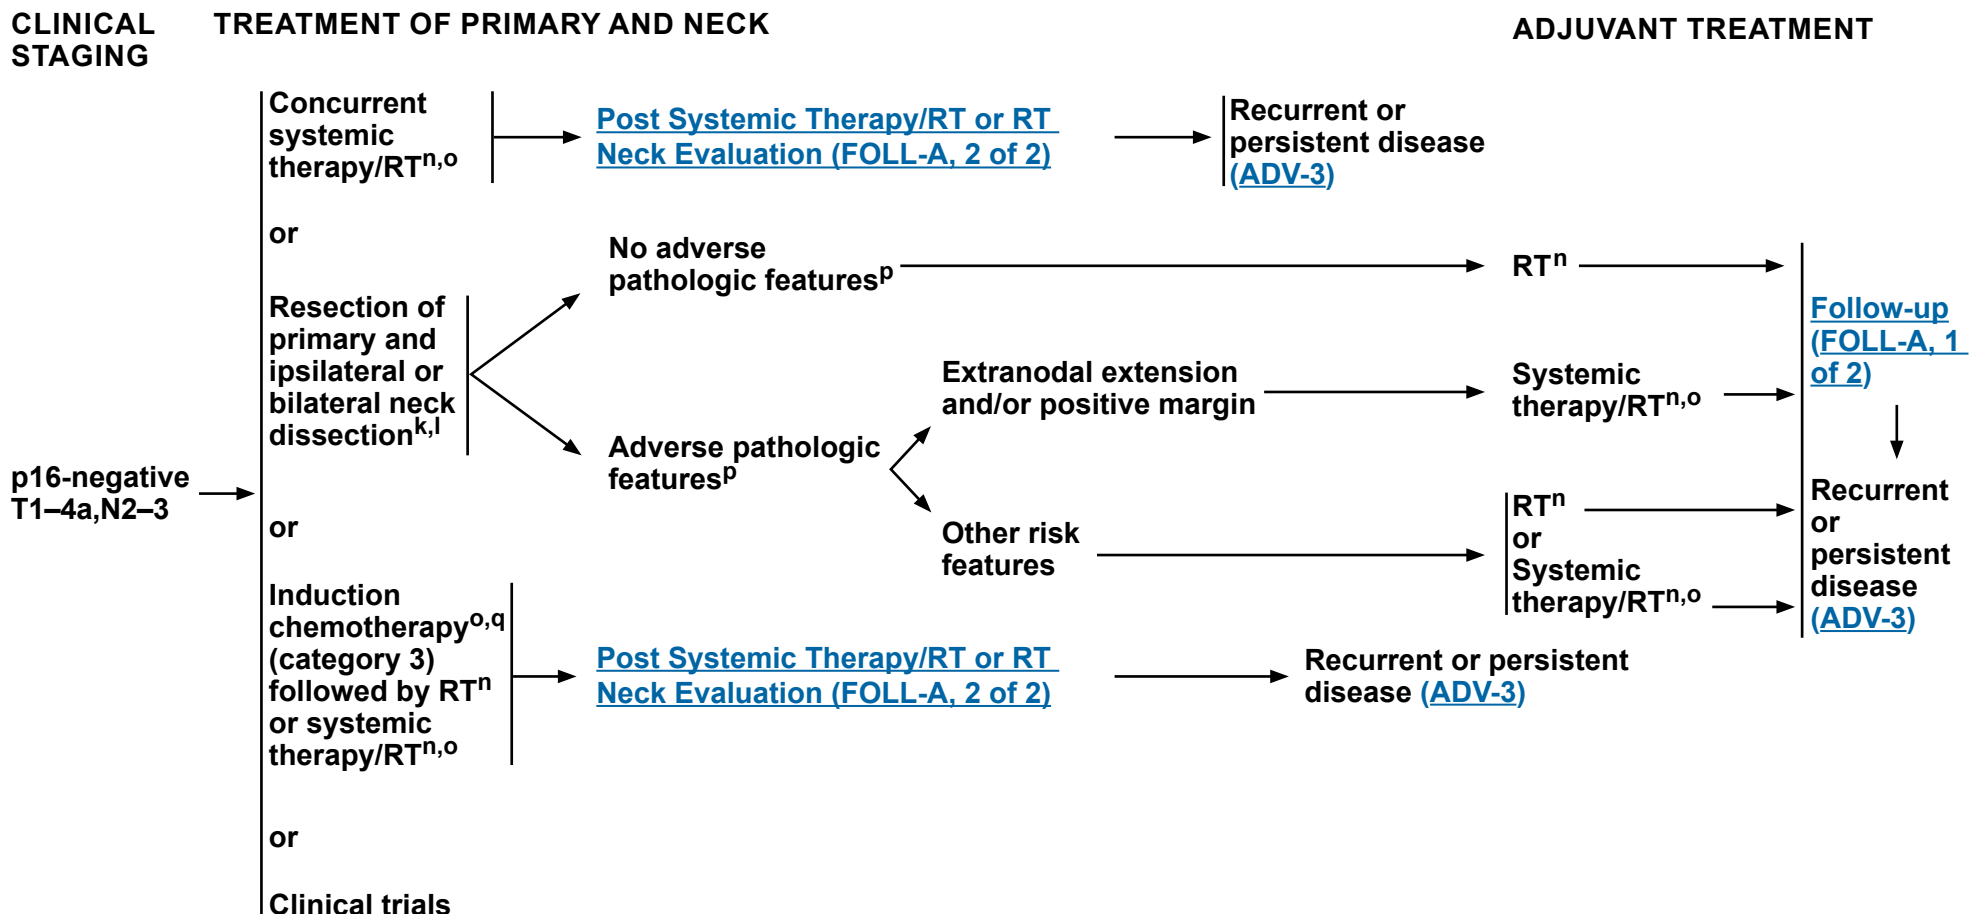 CLINICAL
STAGING
TREATMENT OF PRIMARY AND NECK
ADJUVANT TREATMENT
p16-negative
T1–4a,N2–3
Concurrent
systemic
therapy/RTn,o
Post Systemic Therapy/RT or RT
Neck Evaluation (FOLL-A, 2 of 2)
Recurrent or
persistent disease
(ADV-3)
or
Resection of
primary and
ipsilateral or
bilateral neck
dissectionk,l
No adverse
pathologic featuresp
RTn
Adverse pathologic
featuresp
Extranodal extension
and/or positive margin
Systemic
therapy/RTn,o
Other risk
features
RTn
or
Systemic
therapy/RTn,o
Follow-up
(FOLL-A, 1
of 2)
Recurrent
or
persistent
disease
(ADV-3)
or
Induction
chemotherapyo,q
(category 3)
followed by RTn
or systemic
therapy/RTn,o
Post Systemic Therapy/RT or RT
Neck Evaluation (FOLL-A, 2 of 2)
Recurrent or persistent
disease (ADV-3)
or
Clinical trials